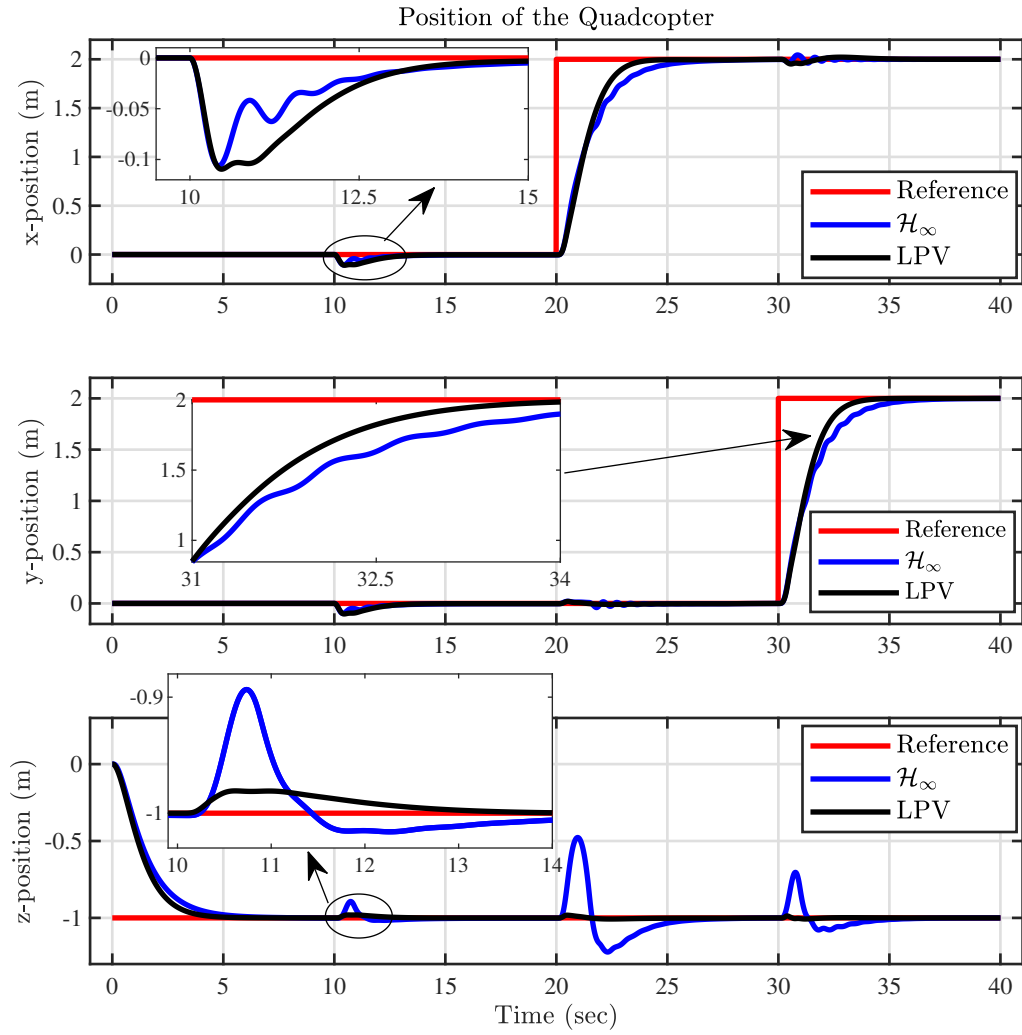 Position of the Quadcopter
x-position (m)
2
1.5
1
0.5
0
0
-0.05
-0.1
10
12.5
15
Reference
ℋ∞
LPV
0 5 10 15 20 25 30 35 40
y-position (m)
2
1.5
1
0.5
0
2
1.5
1
31
32.5
34
Reference
ℋ∞
LPV
0 5 10 15 20 25 30 35 40
z-position (m)
0
-0.5
-1
-0.9
-1
10 11 12 13 14
Reference
ℋ∞
LPV
0 5 10 15 20 25 30 35 40
Time (sec)